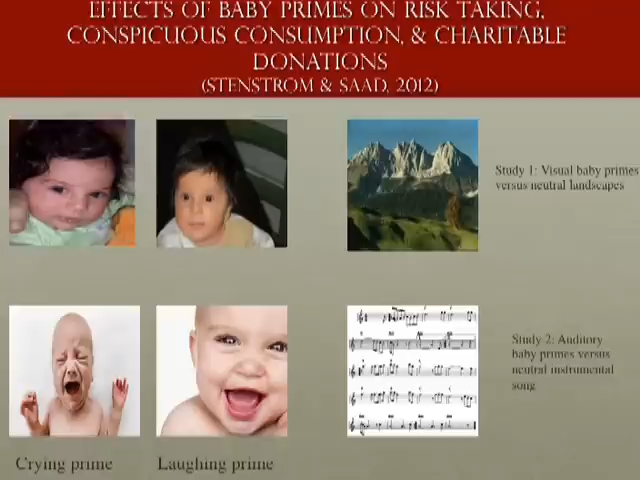 EFFECTS OF BABY PRIMES ON RISK TAKING,
CONSPICUOUS CONSUMPTION, & CHARITABLE
DONATIONS
(STENSTROM & SAAD, 2012)
Study 1: Visual baby primes
versus neutral landscapes
Study 2: Auditory
baby primes versus
neutral instrumental
song
Crying prime
Laughing prime